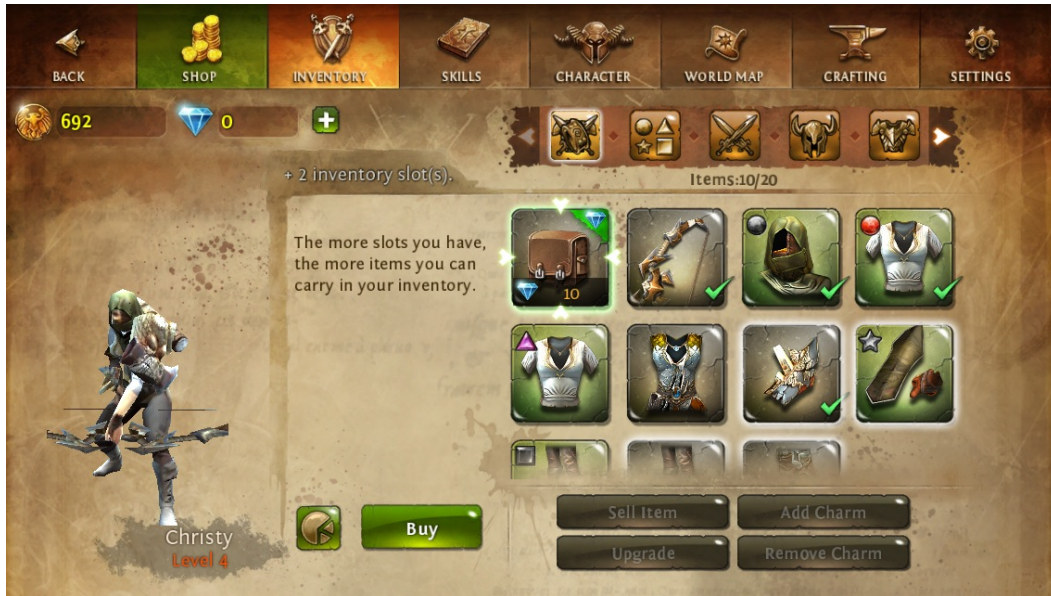 BACK
SHOP
INVENTORY
SKILLS
CHARACTER
WORLD MAP
CRAFTING
SETTINGS
692
0
+ 2 inventory slot(s).
Items:10/20
The more slots you have,
the more items you can
carry in your inventory.
10
Christy
Level 4
Buy
Sell Item
Add Charm
Upgrade
Remove Charm